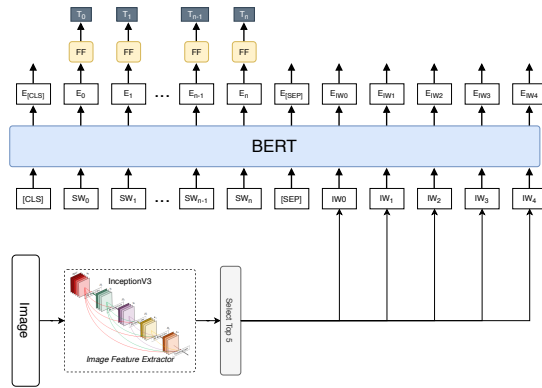 T0 T1 Tn-1 Tn
FF FF FF FF
E[CLS] E0 E1 ... En-1 En E[SEP] EIW0 EIW1 EIW2 EIW3 EIW4
BERT
[CLS] SW0 SW1 ... SWn-1 SWn [SEP] IW0 IW1 IW2 IW3 IW4
Image
InceptionV3
Image Feature Extractor
Select Top 5